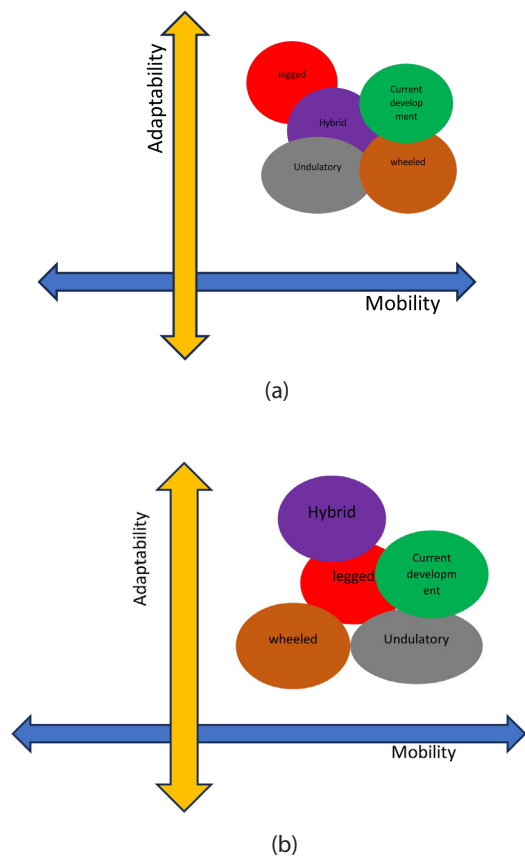 Adaptability
legged
Current
develop
ment
Hybrid
Undulatory
wheeled
Mobility
(a)
Adaptability
Hybrid
Current
developm
ent
legged
wheeled
Undulatory
Mobility
(b)